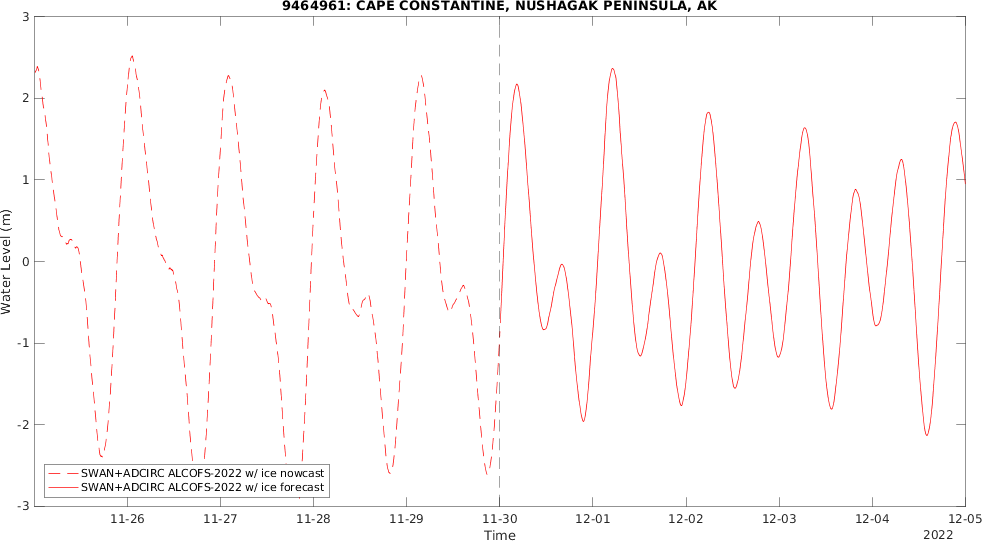 9464961: CAPE CONSTANTINE, NUSHAGAK PENINSULA, AK
3
2
1
0
-1
-2
-3
Water Level (m)
SWAN+ADCIRC ALCOFS-2022 w/ ice nowcast
SWAN+ADCIRC ALCOFS-2022 w/ ice forecast
11-26 11-27 11-28 11-29 11-30 12-01 12-02 12-03 12-04 12-05
Time
2022